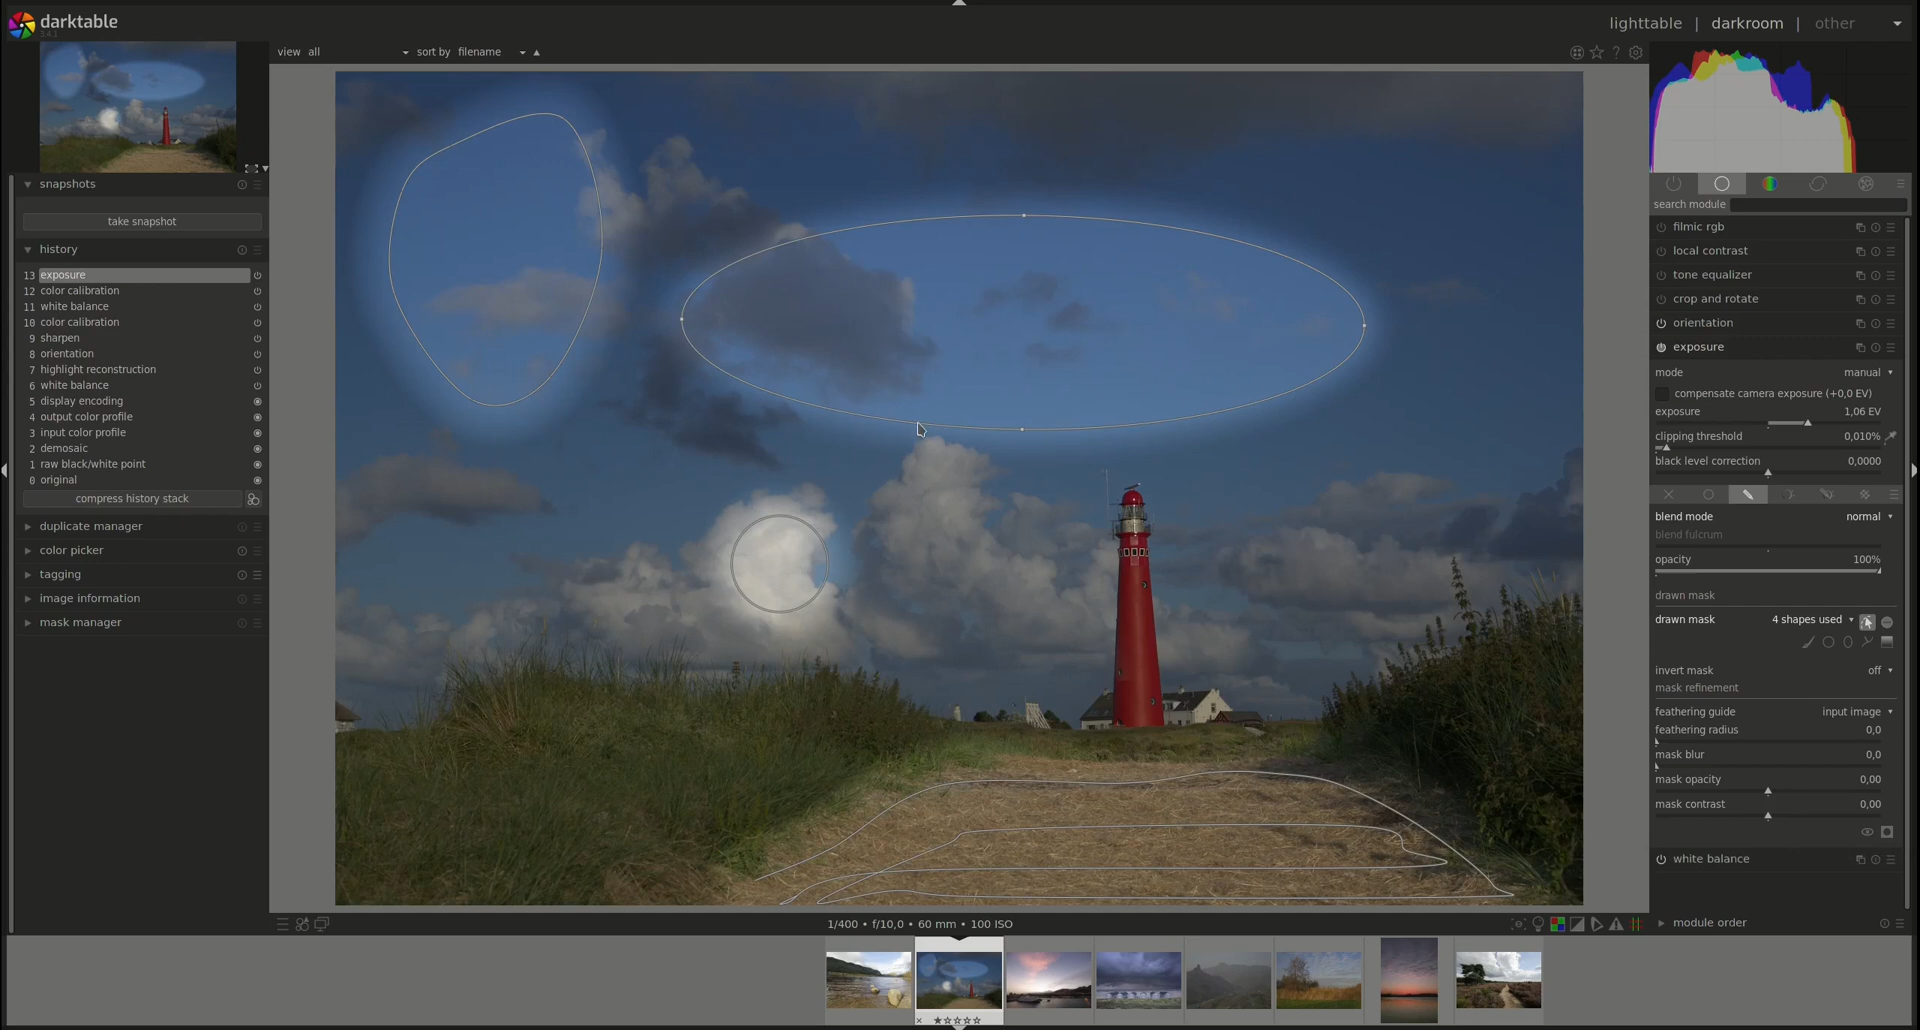 darktable
3.4.1
lighttable | darkroom | other
view all sort by filename
snapshots
take snapshot
history
13 exposure
12 color calibration
11 white balance
10 color calibration
9 sharpen
8 orientation
7 highlight reconstruction
6 white balance
5 display encoding
4 output color profile
3 input color profile
2 demosaic
1 raw black/white point
0 original
compress history stack
duplicate manager
color picker
tagging
image information
mask manager
1/400 • f/10,0 • 60 mm • 100 ISO
search module
filmic rgb
local contrast
tone equalizer
crop and rotate
orientation
exposure
mode manual
compensate camera exposure (+0,0 EV)
exposure 1,06 EV
clipping threshold 0,010%
black level correction 0,0000
blend mode normal
blend fulcrum
opacity 100%
drawn mask
drawn mask 4 shapes used
invert mask off
mask refinement
feathering guide input image
feathering radius 0,0
mask blur 0,0
mask opacity 0,00
mask contrast 0,00
white balance
module order